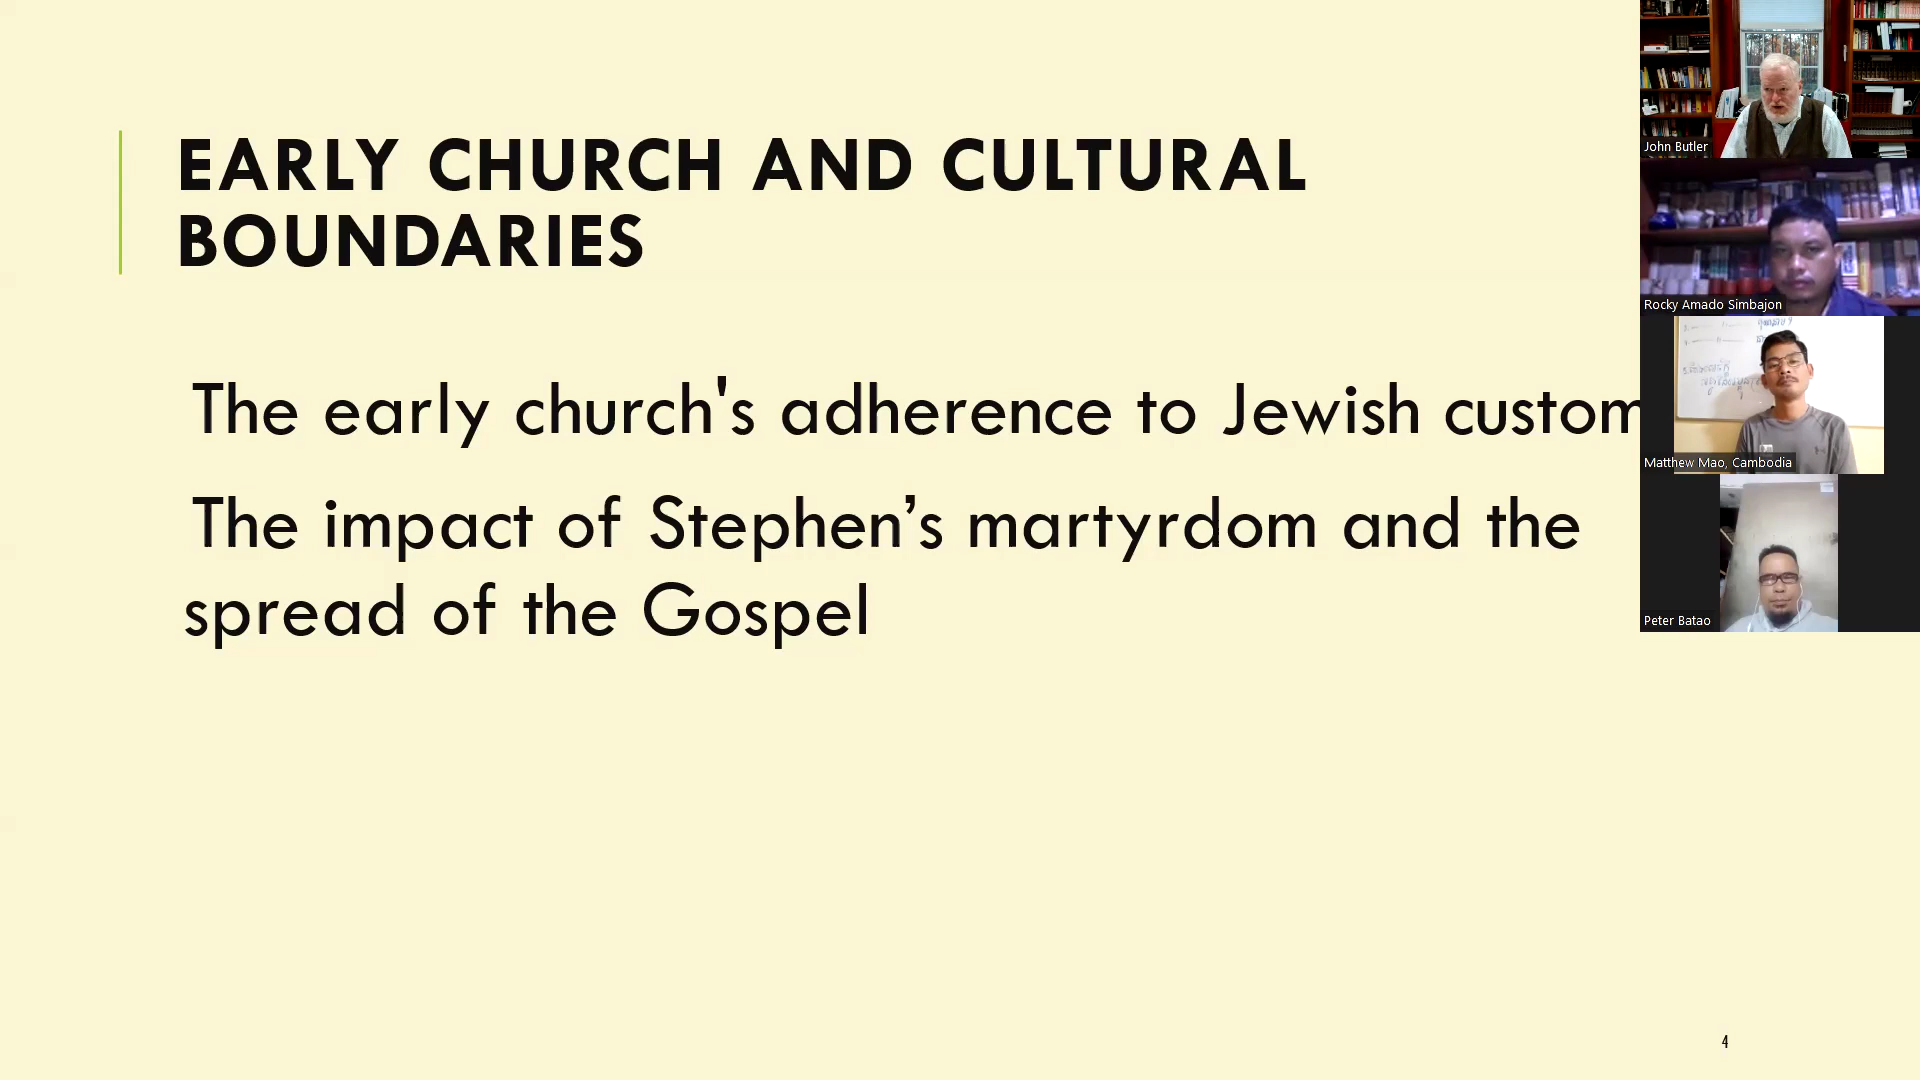 EARLY CHURCH AND CULTURAL
BOUNDARIES
The early church's adherence to Jewish custom
The impact of Stephen’s martyrdom and the
spread of the Gospel
4
John Butler
Rocky Amado Simbajon
Matthew Mao, Cambodia
Peter Batao